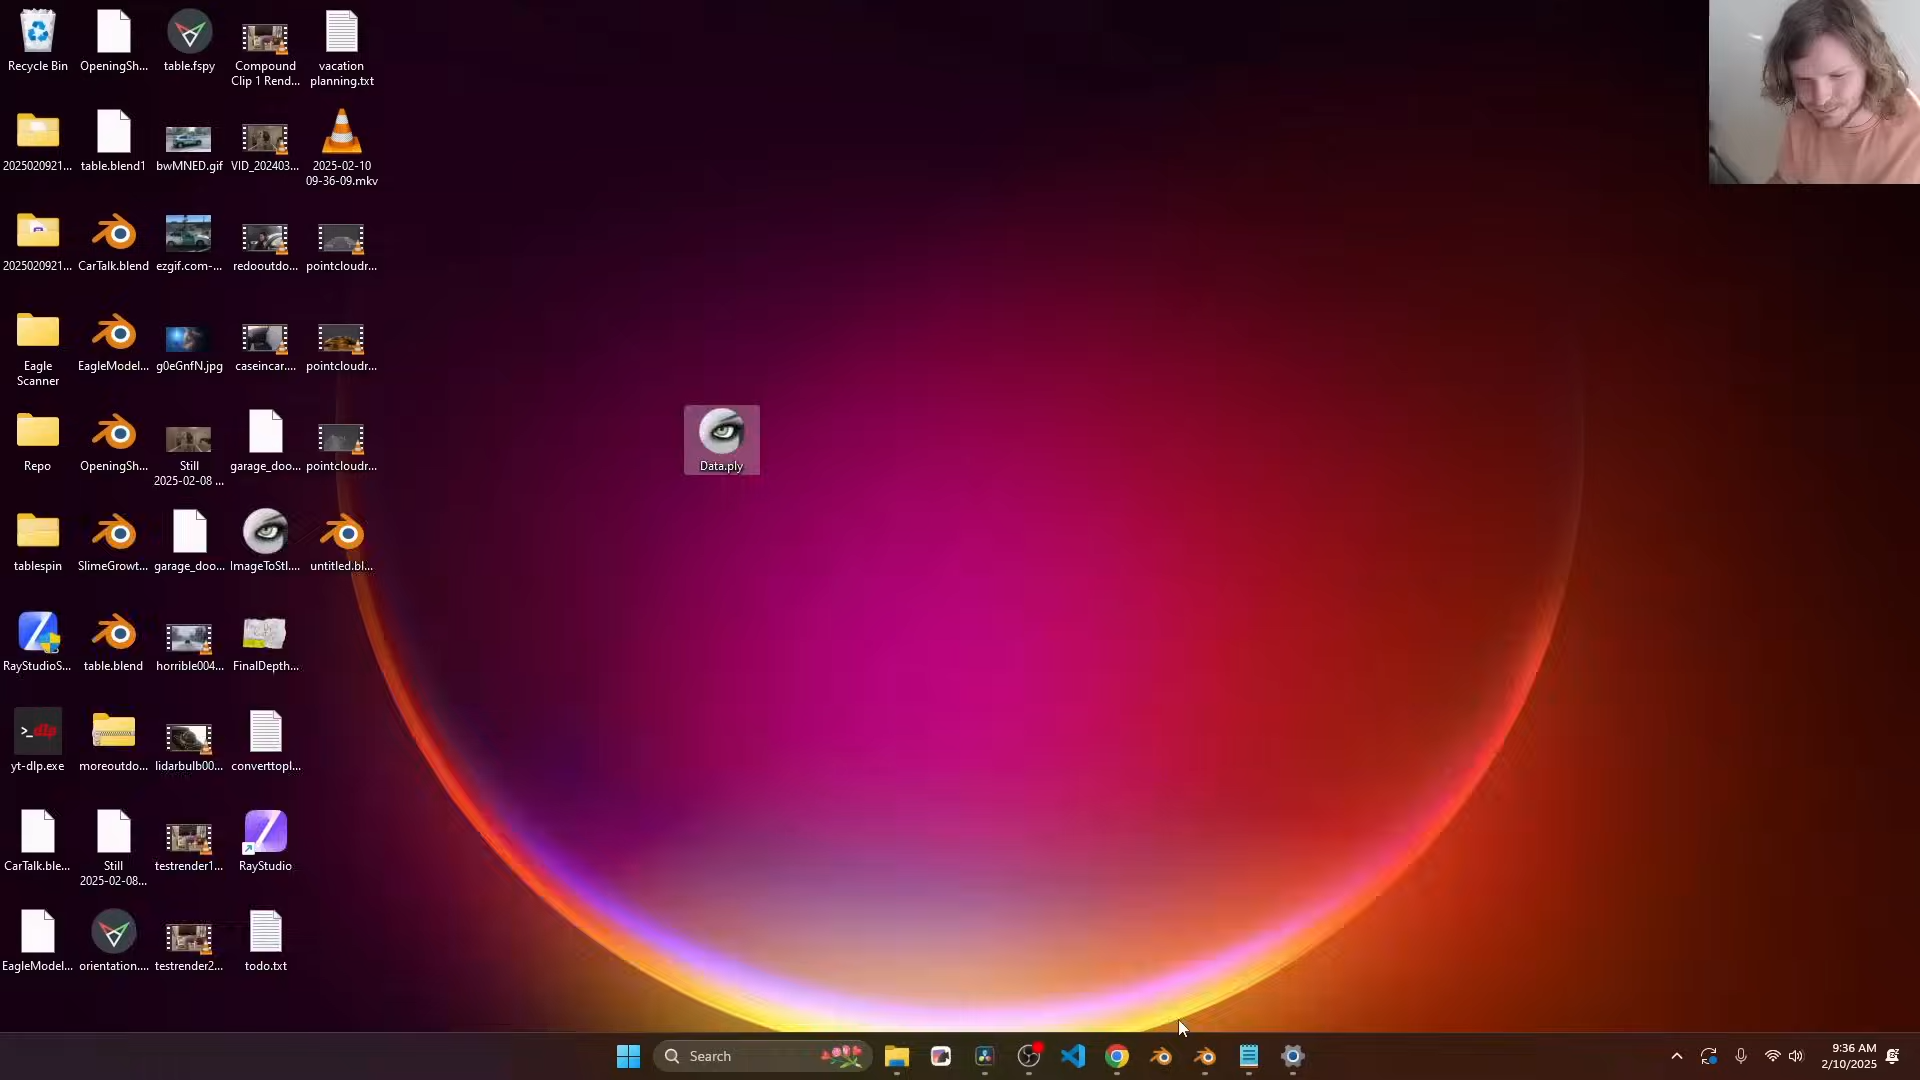 Recycle Bin
OpeningSh...
table.fspy
Compound
Clip 1 Rend...
vacation
planning.txt
2025020921...
table.blend1
bwMNED.gif
VID_202403...
2025-02-10
09-36-09.mkv
2025020921...
CarTalk.blend
ezgif.com-...
redooutdo...
pointcloudr...
Eagle
Scanner
EagleModel...
g0eGnfN.jpg
caseincar....
pointcloudr...
Repo
OpeningSh...
Still
2025-02-08 ...
garage_doo...
pointcloudr...
Data.ply
tablespin
SlimeGrowt...
garage_doo...
ImageToStl....
untitled.bl...
RayStudioS...
table.blend
horrible004...
FinalDepth...
>_dlp
yt-dlp.exe
moreoutdo...
lidarbulb00...
converttopl...
CarTalk.ble...
Still
2025-02-08...
testrender1...
RayStudio
EagleModel...
orientation....
testrender2...
todo.txt
Search
9:36 AM
2/10/2025